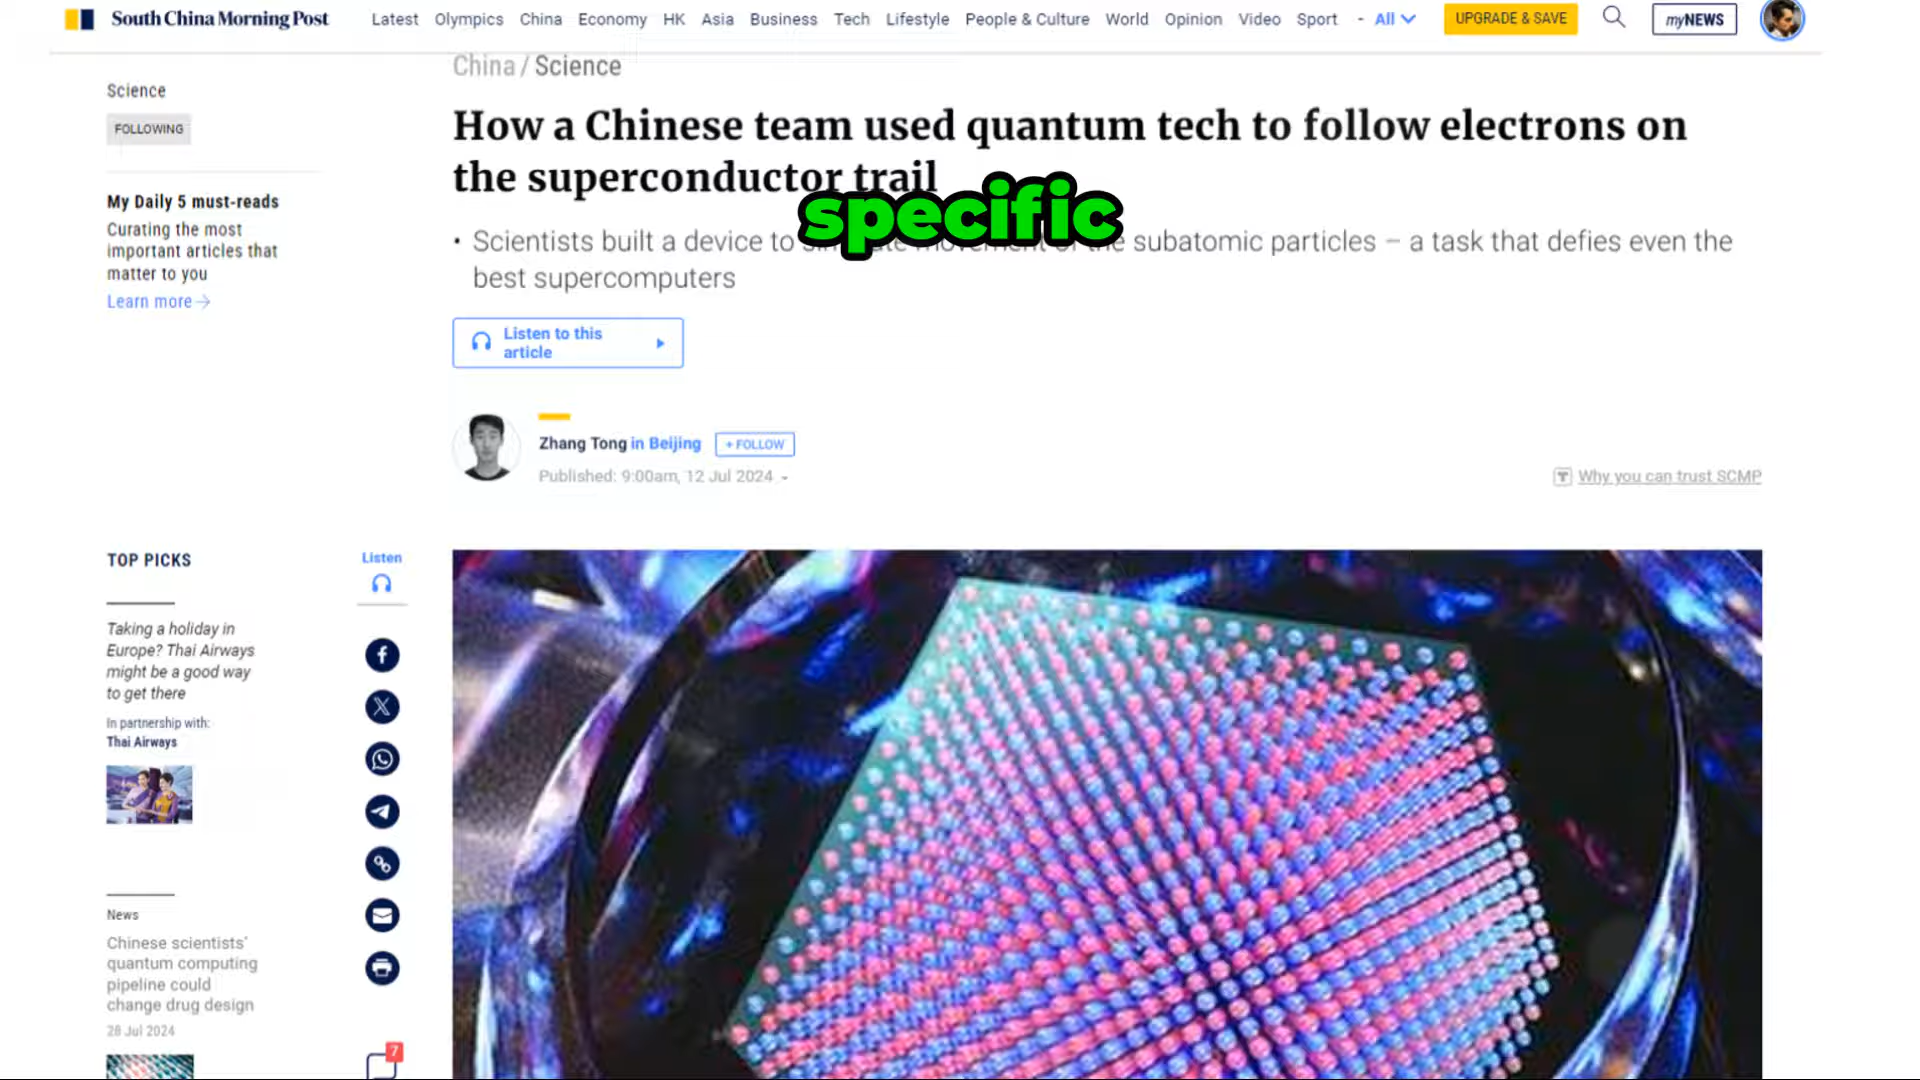 South China Morning Post
Latest Olympics China Economy HK Asia Business Tech Lifestyle People & Culture World Opinion Video Sport - All
UPGRADE & SAVE
myNEWS
China / Science
Science
FOLLOWING
How a Chinese team used quantum tech to follow electrons on
the superconductor trail
specific
My Daily 5 must-reads
Curating the most
important articles that
matter to you
Learn more
• Scientists built a device to the subatomic particles – a task that defies even the
best supercomputers
Listen to this
article
Zhang Tong in Beijing
+ FOLLOW
Published: 9:00am, 12 Jul 2024
Why you can trust SCMP
TOP PICKS
Listen
Taking a holiday in
Europe? Thai Airways
might be a good way
to get there
In partnership with:
Thai Airways
News
Chinese scientists'
quantum computing
pipeline could
change drug design
28 Jul 2024
7